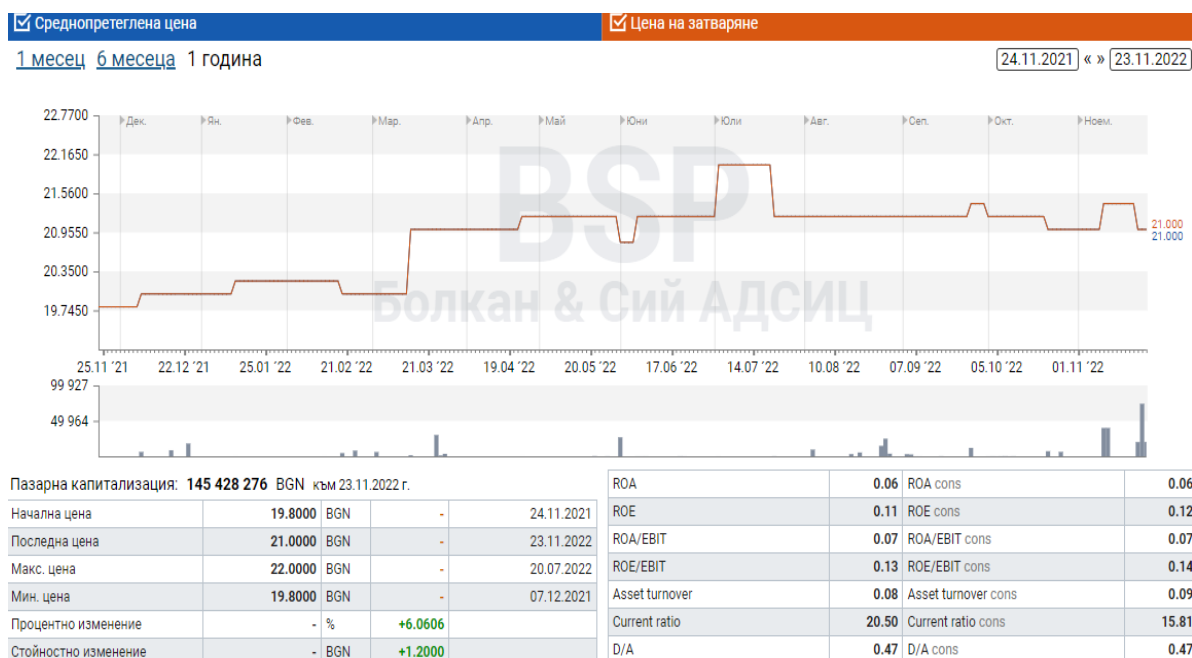 Среднопретеглена цена
Цена на затваряне
1 месец 6 месеца 1 година
24.11.2021 « » 23.11.2022
22.7700
22.1650
21.5600
20.9550
20.3500
19.7450
Дек. Ян. Фев. Мар. Апр. Май Юни Юли Авг. Сеп. Окт. Ноем.
BSP
Болкан & Сий АДСИЦ
21.000
21.000
25.11 '21 22.12 '21 25.01 '22 21.02 '22 21.03 '22 19.04 '22 20.05 '22 17.06 '22 14.07 '22 10.08 '22 07.09 '22 05.10 '22 01.11 '22
99 927
49 964
Пазарна капитализация: 145 428 276 BGN към 23.11.2022 г.
Начална цена 19.8000 BGN - 24.11.2021
Последна цена 21.0000 BGN - 23.11.2022
Макс. цена 22.0000 BGN - 20.07.2022
Мин. цена 19.8000 BGN - 07.12.2021
Процентно изменение - % +6.0606
Стойностно изменение - BGN +1.2000
ROA 0.06 ROA cons 0.06
ROE 0.11 ROE cons 0.12
ROA/EBIT 0.07 ROA/EBIT cons 0.07
ROE/EBIT 0.13 ROE/EBIT cons 0.14
Asset turnover 0.08 Asset turnover cons 0.09
Current ratio 20.50 Current ratio cons 15.81
D/A 0.47 D/A cons 0.47